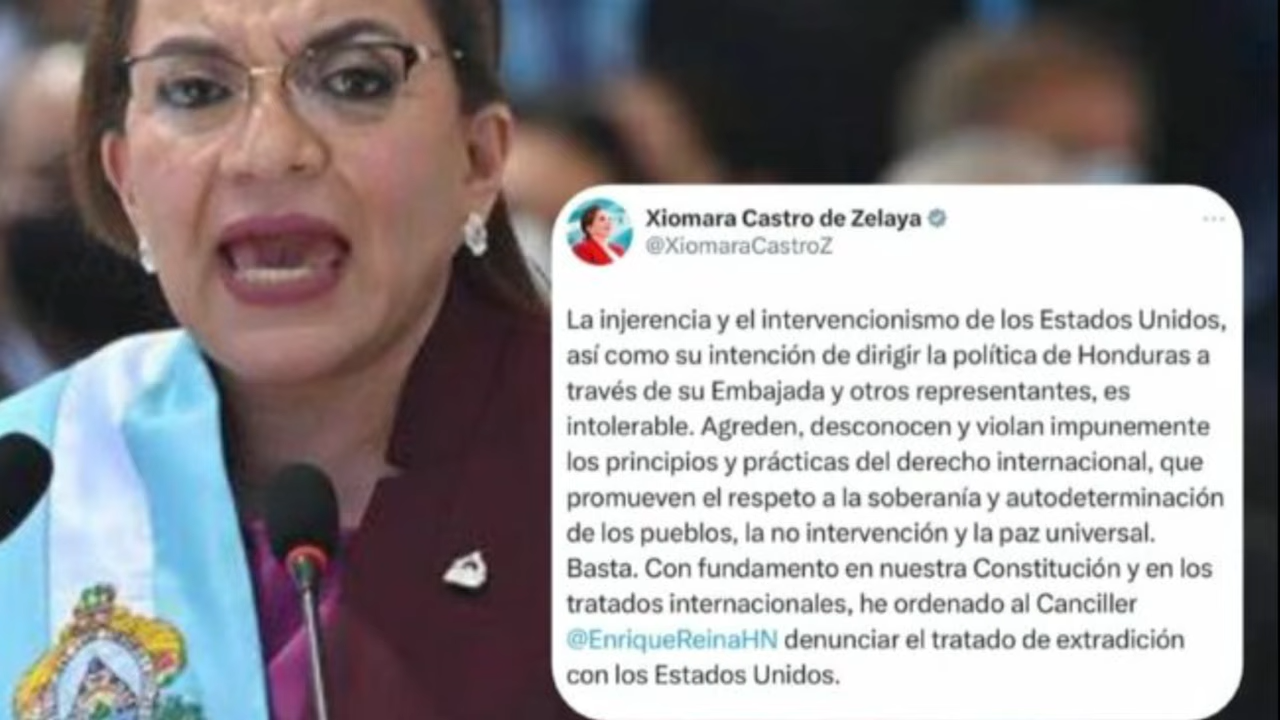 Xiomara Castro de Zelaya
@XiomaraCastroZ
La injerencia y el intervencionismo de los Estados Unidos,
así como su intención de dirigir la política de Honduras a
través de su Embajada y otros representantes, es
intolerable. Agreden, desconocen y violan impunemente
los principios y prácticas del derecho internacional, que
promueven el respeto a la soberanía y autodeterminación
de los pueblos, la no intervención y la paz universal.
Basta. Con fundamento en nuestra Constitución y en los
tratados internacionales, he ordenado al Canciller
@EnriqueReinaHN denunciar el tratado de extradición
con los Estados Unidos.